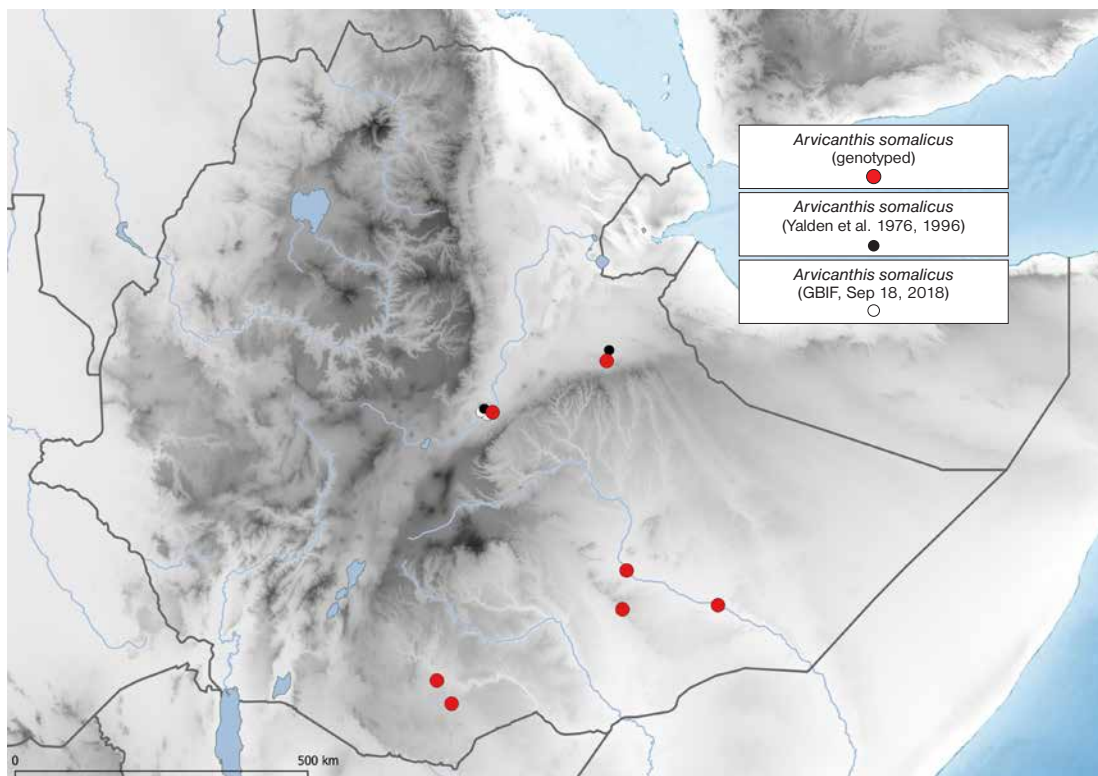 Arvicanthis somalicus
(genotyped)
Arvicanthis somalicus
(Yalden et al. 1976, 1996)
Arvicanthis somalicus
(GBIF, Sep 18, 2018)
0 500 km